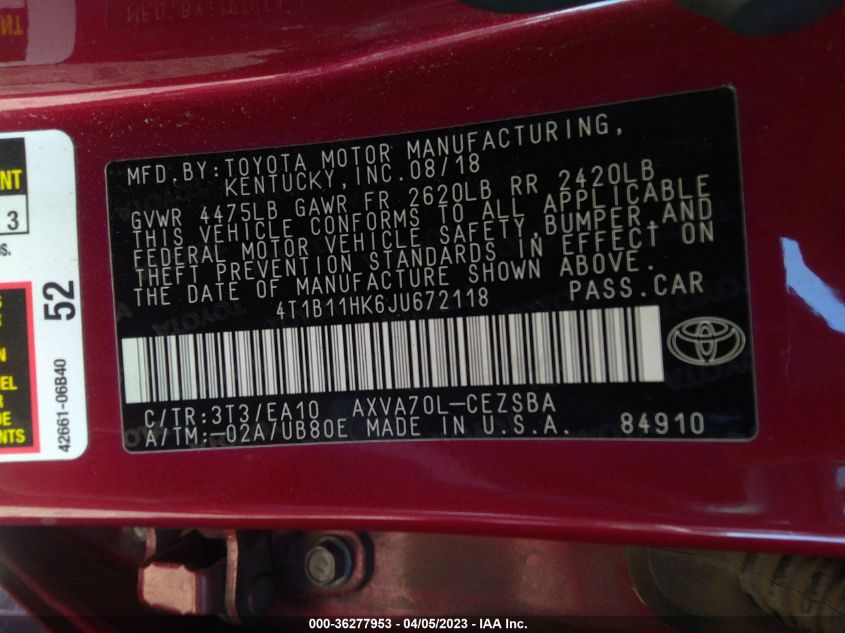 MFD. BY: TOYOTA MOTOR MANUFACTURING,
KENTUCKY, INC. 08/18
GVWR 4475LB GAWR FR 2620LB RR 2420LB
THIS VEHICLE CONFORMS TO ALL APPLICABLE
FEDERAL MOTOR VEHICLE SAFETY, BUMPER, AND
THEFT PREVENTION STANDARDS IN EFFECT ON
THE DATE OF MANUFACTURE SHOWN ABOVE.
4T1B11HK6JU672118 PASS. CAR
C/TR: 3T3/EA10 AXVA70L-CEZSBA
A/TM: -02A/UB80E MADE IN U.S.A. 84910
3
52
42661-06B40
000-36277953 - 04/05/2023 - IAA Inc.